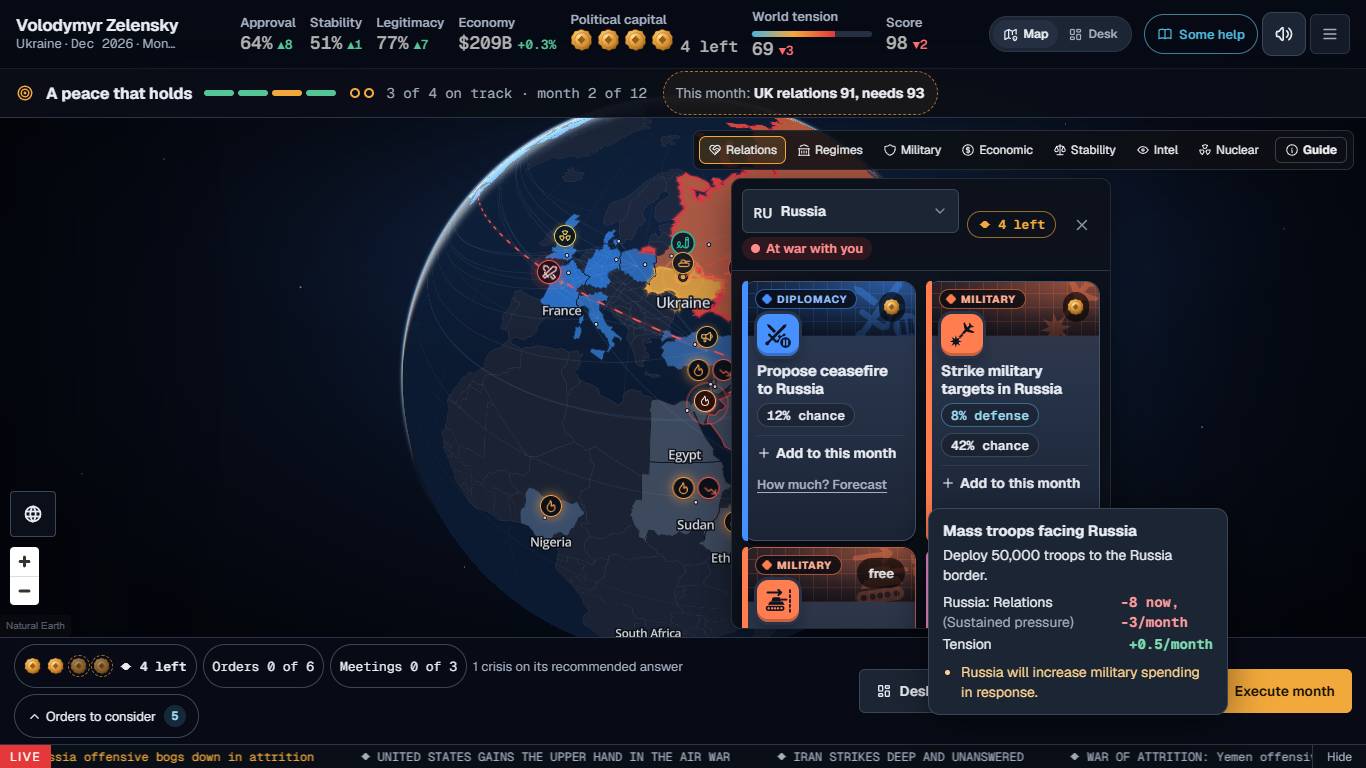 Volodymyr Zelensky
Ukraine · Dec 2026 · Mon...
Approval
64% ▲8
Stability
51% ▲1
Legitimacy
77% ▲7
Economy
$209B +0.3%
Political capital
4 left
World tension
69 ▼3
Score
98 ▼2
Map
Desk
Some help
A peace that holds
3 of 4 on track · month 2 of 12
This month: UK relations 91, needs 93
Relations
Regimes
Military
Economic
Stability
Intel
Nuclear
Guide
RU Russia
4 left
At war with you
DIPLOMACY
Propose ceasefire
to Russia
12% chance
+ Add to this month
How much? Forecast
MILITARY
Strike military
targets in Russia
8% defense
42% chance
+ Add to this month
MILITARY
free
Mass troops facing Russia
Deploy 50,000 troops to the Russia
border.
Russia: Relations -8 now,
(Sustained pressure) -3/month
Tension +0.5/month
• Russia will increase military spending
in response.
France
Ukraine
Egypt
Sudan
Nigeria
Eth
South Africa
+
−
Natural Earth
4 left
Orders 0 of 6
Meetings 0 of 3
1 crisis on its recommended answer
Orders to consider 5
Des
Execute month
LIVE
ssia offensive bogs down in attrition
◆ UNITED STATES GAINS THE UPPER HAND IN THE AIR WAR
◆ IRAN STRIKES DEEP AND UNANSWERED
◆ WAR OF ATTRITION: Yemen offensi
Hide